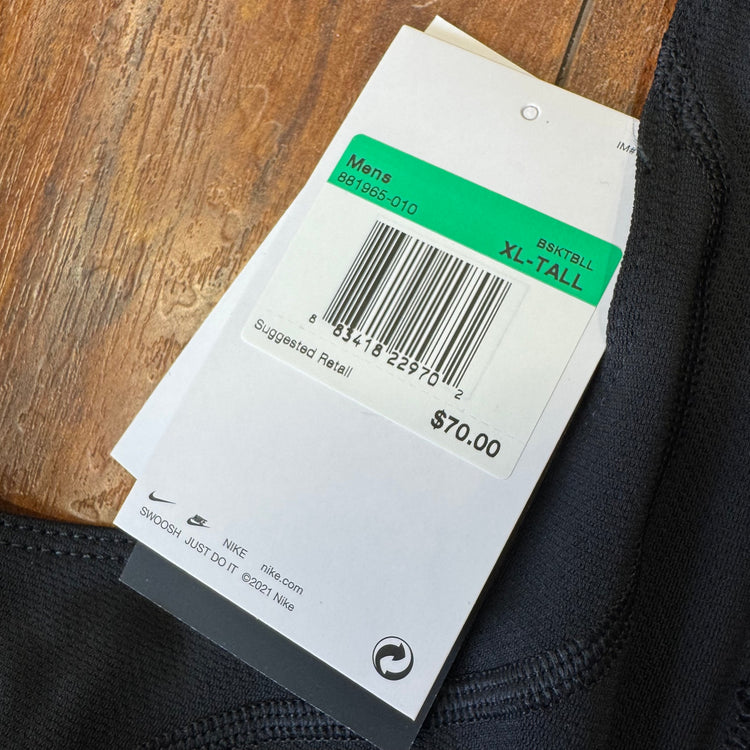 IM#
Mens
881965-010
BSKTBLL
XL-TALL
8 83418 22970 2
Suggested Retail
$70.00
NIKE nike.com
SWOOSH JUST DO IT ©2021 Nike